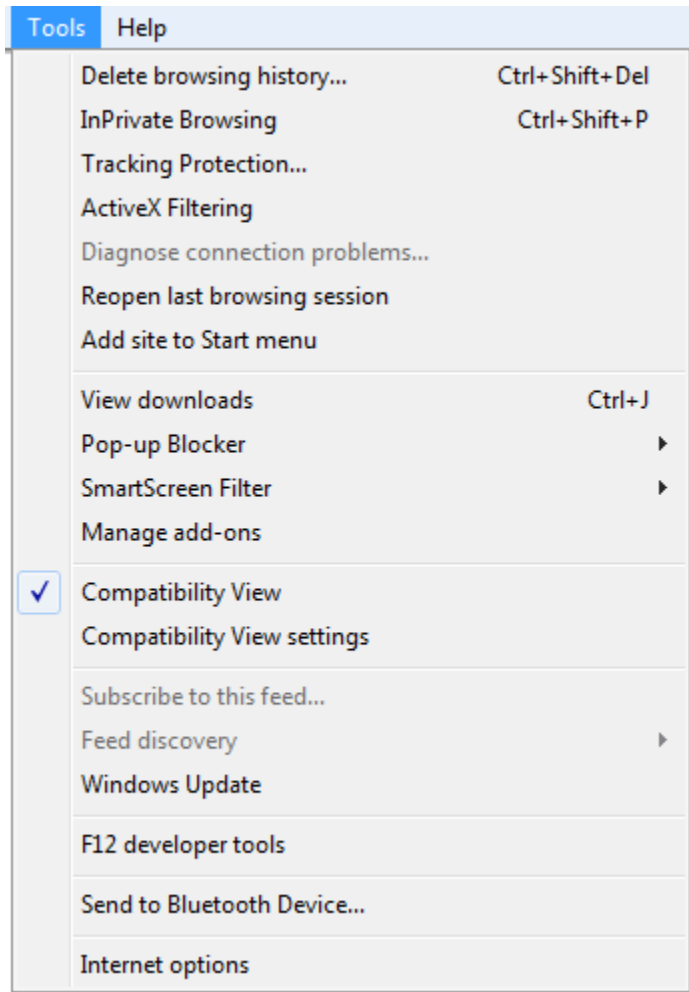 Tools Help
Delete browsing history... Ctrl+Shift+Del
InPrivate Browsing Ctrl+Shift+P
Tracking Protection...
ActiveX Filtering
Diagnose connection problems...
Reopen last browsing session
Add site to Start menu
View downloads Ctrl+J
Pop-up Blocker
SmartScreen Filter
Manage add-ons
Compatibility View
Compatibility View settings
Subscribe to this feed...
Feed discovery
Windows Update
F12 developer tools
Send to Bluetooth Device...
Internet options